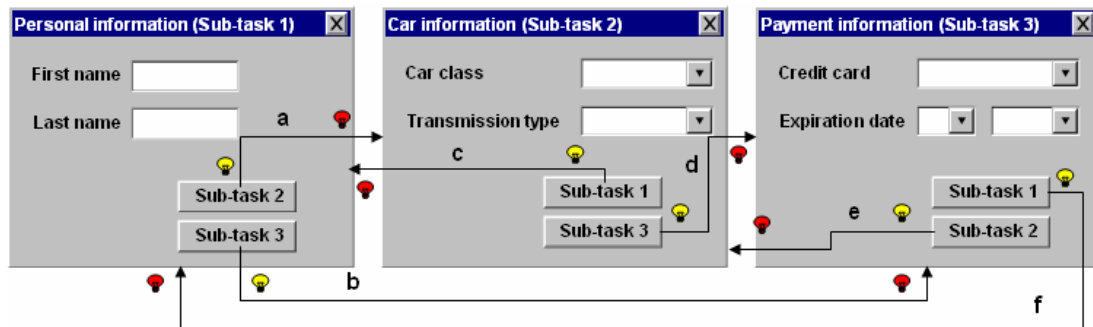 Personal information (Sub-task 1) X
First name
Last name
a
Sub-task 2
Sub-task 3
b
Car information (Sub-task 2) X
Car class
Transmission type
c
d
Sub-task 1
Sub-task 3
Payment information (Sub-task 3) X
Credit card
Expiration date
e
Sub-task 1
Sub-task 2
f